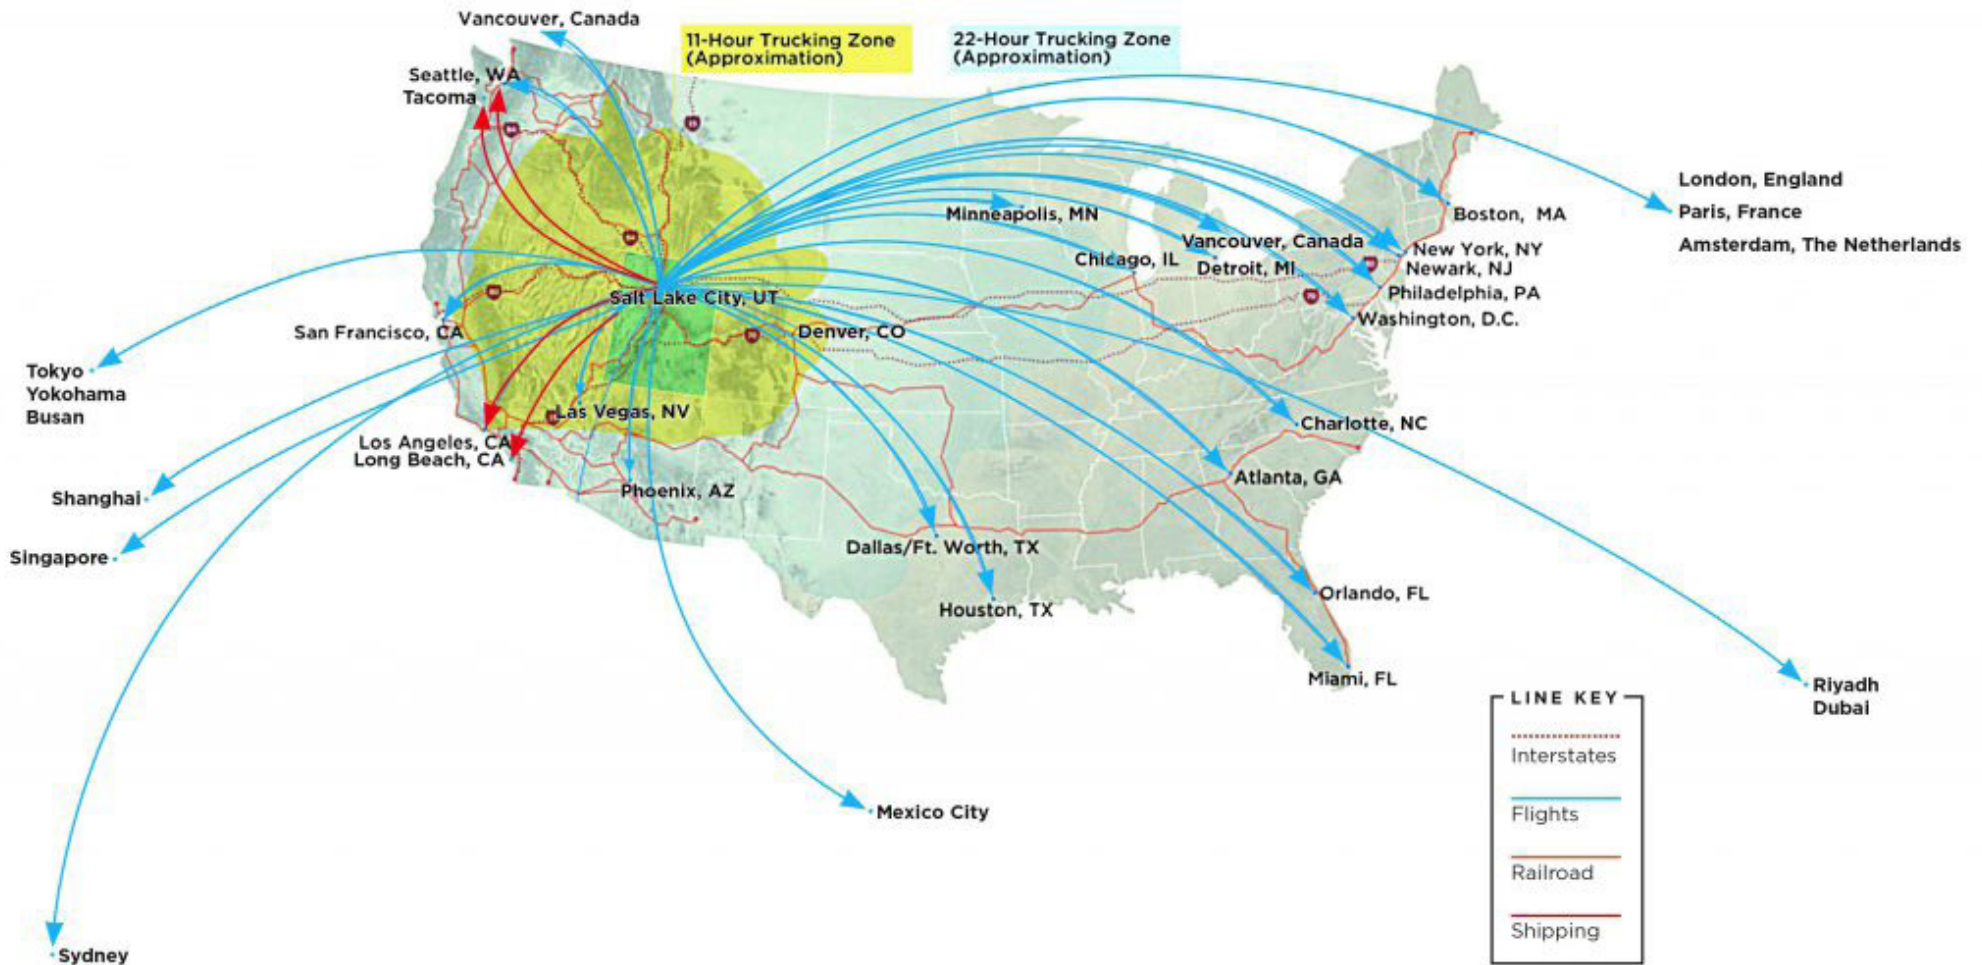 Vancouver, Canada
11-Hour Trucking Zone
(Approximation)
22-Hour Trucking Zone
(Approximation)
Seattle, WA
Tacoma
84
15
London, England
Paris, France
Amsterdam, The Netherlands
Minneapolis, MN
Boston, MA
Vancouver, Canada
New York, NY
Chicago, IL
Detroit, MI
Newark, NJ
Philadelphia, PA
Salt Lake City, UT
Washington, D.C.
San Francisco, CA
Denver, CO
Tokyo
Yokohama
Busan
Las Vegas, NV
Los Angeles, CA
Long Beach, CA
Charlotte, NC
Shanghai
Phoenix, AZ
Atlanta, GA
Singapore
Dallas/Ft. Worth, TX
Houston, TX
Orlando, FL
Miami, FL
Riyadh
Dubai
LINE KEY
Interstates
Flights
Railroad
Shipping
Mexico City
Sydney